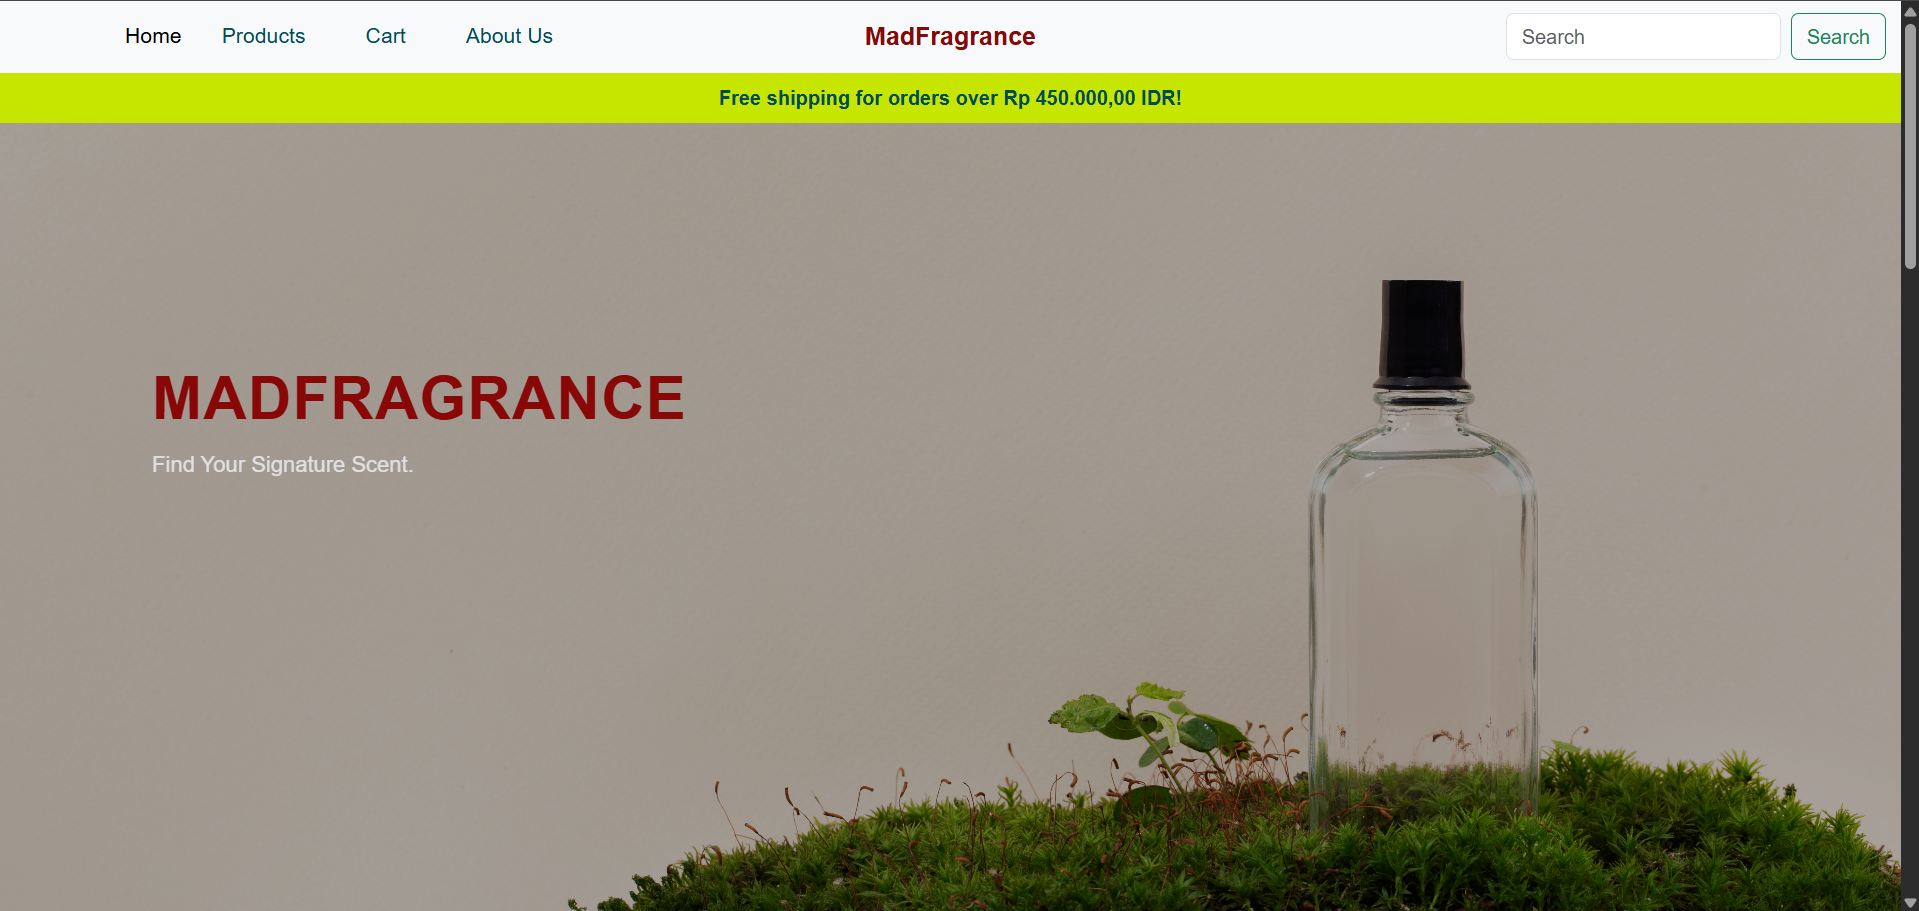 Home Products Cart About Us MadFragrance Search Search
Free shipping for orders over Rp 450.000,00 IDR!
MADFRAGRANCE
Find Your Signature Scent.